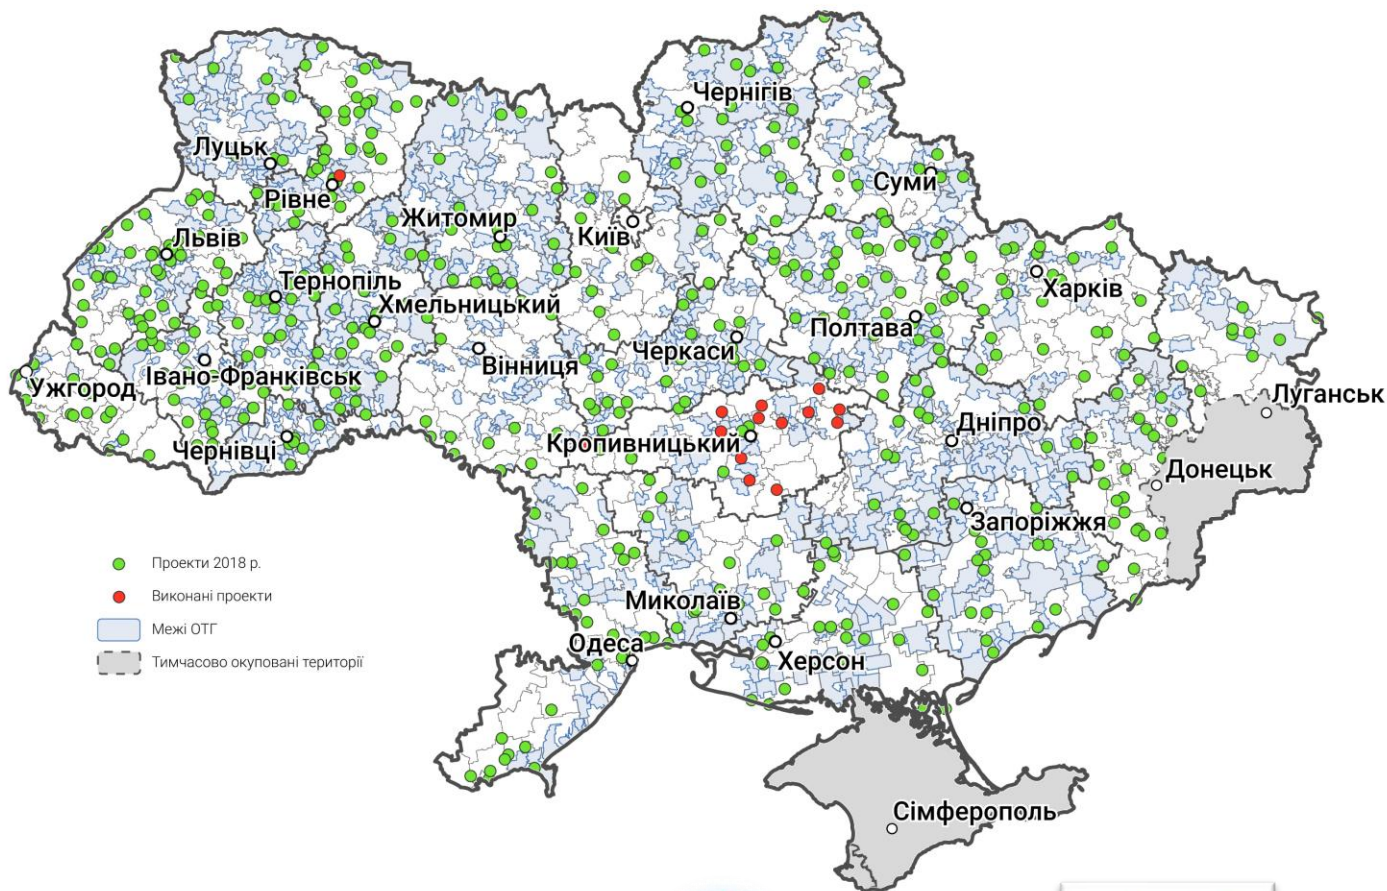 Чернігів
Луцьк
Суми
Рівне
Житомир
Київ
Львів
Тернопіль
Харків
Хмельницький
Полтава
Черкаси
Вінниця
Ужгород
Івано-Франківськ
Луганськ
Дніпро
Кропивницький
Чернівці
Донецьк
Запоріжжя
Проекти 2018 р.
Виконані проекти
Миколаїв
Межі ОТГ
Одеса
Херсон
Тимчасово окуповані території
Сімферополь